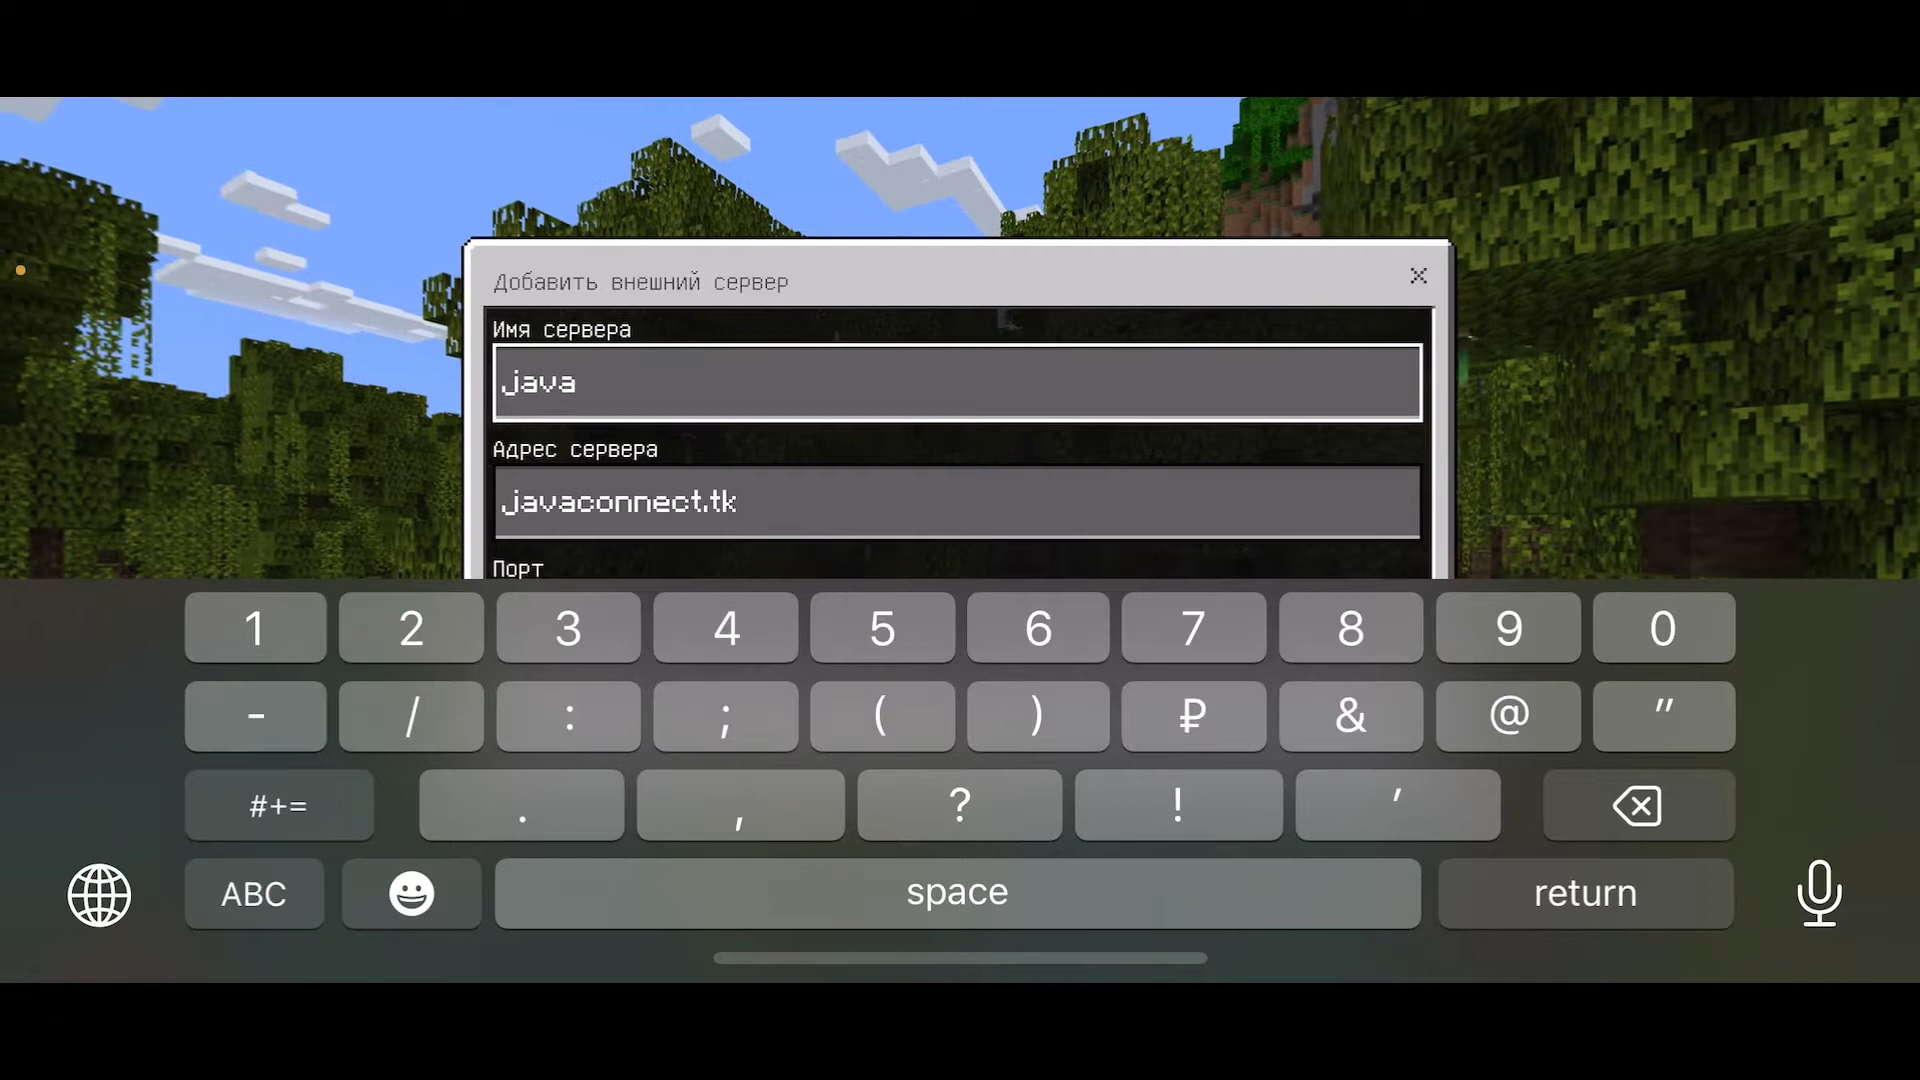 Добавить внешний сервер
Имя сервера
java
Адрес сервера
javaconnect.tk
Порт
1 2 3 4 5 6 7 8 9 0
- / : ; ( ) ₽ & @ "
#+= . , ? ! '
ABC space return